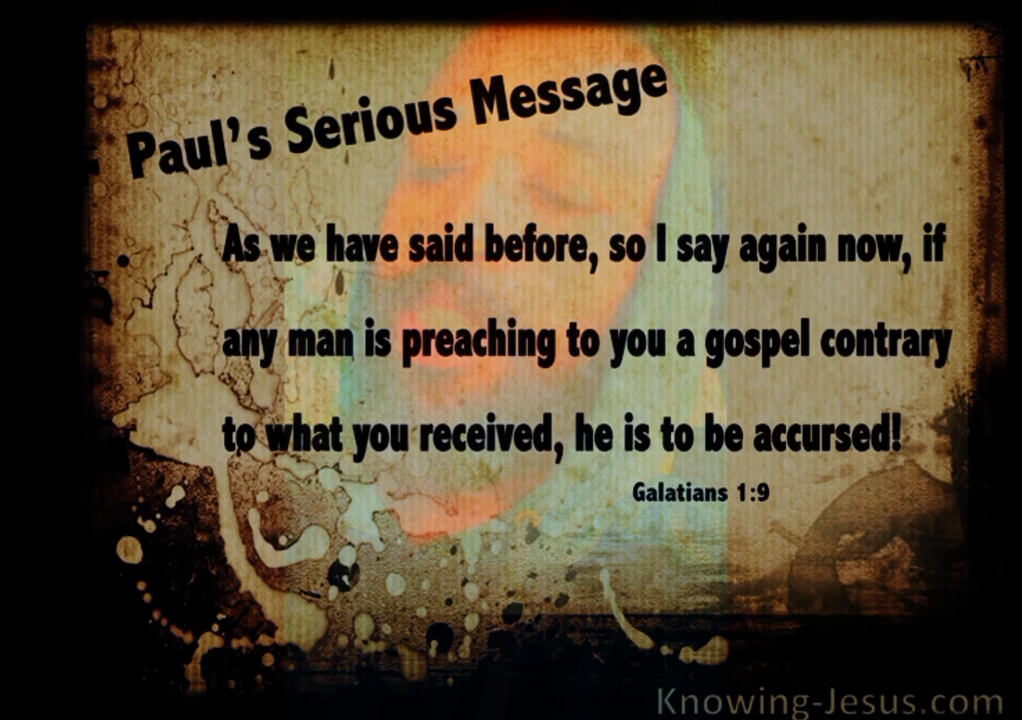 Paul's Serious Message
As we have said before, so I say again now, if
any man is preaching to you a gospel contrary
to what you received, he is to be accursed!
Galatians 1:9
Knowing-Jesus.com